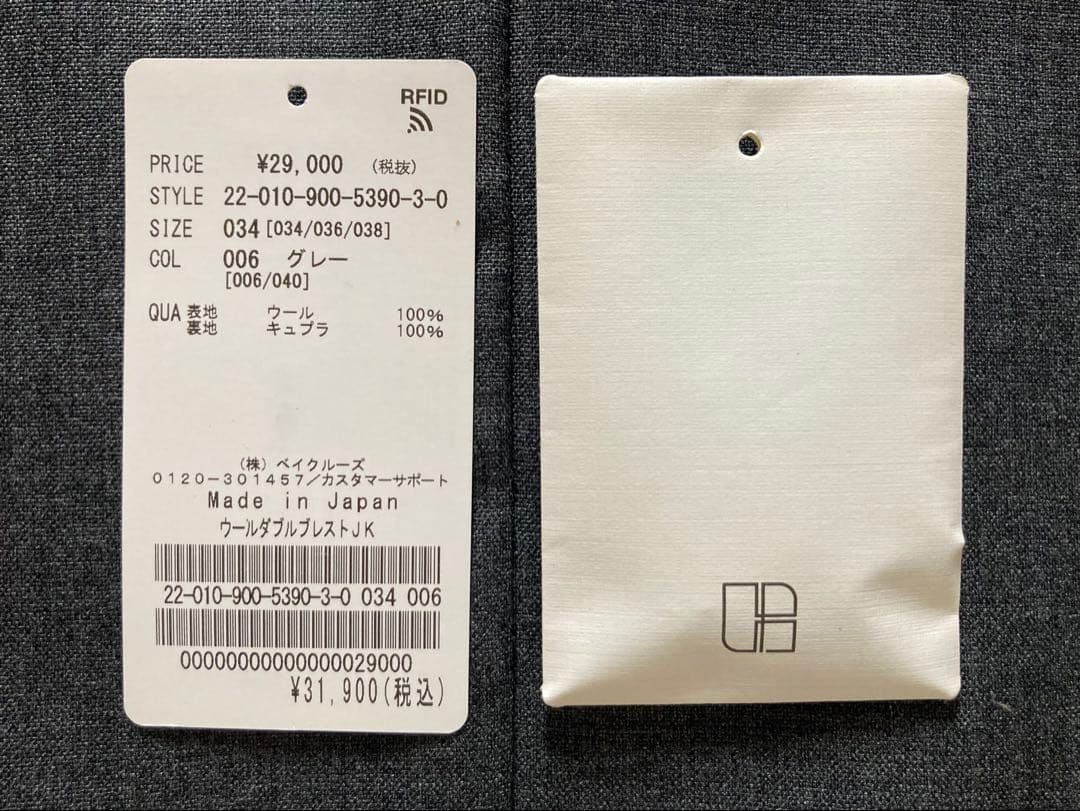 RFID
PRICE ¥29,000 (税抜)
STYLE 22-010-900-5390-3-0
SIZE 034 [034/036/038]
COL 006 グレー
[006/040]
QUA 表地 ウール 100%
裏地 キュプラ 100%
(株) ベイクルーズ
0120-301457/カスタマーサポート
Made in Japan
ウールダブルブレストJK
22-010-900-5390-3-0 034 006
00000000000000029000
¥31,900(税込)